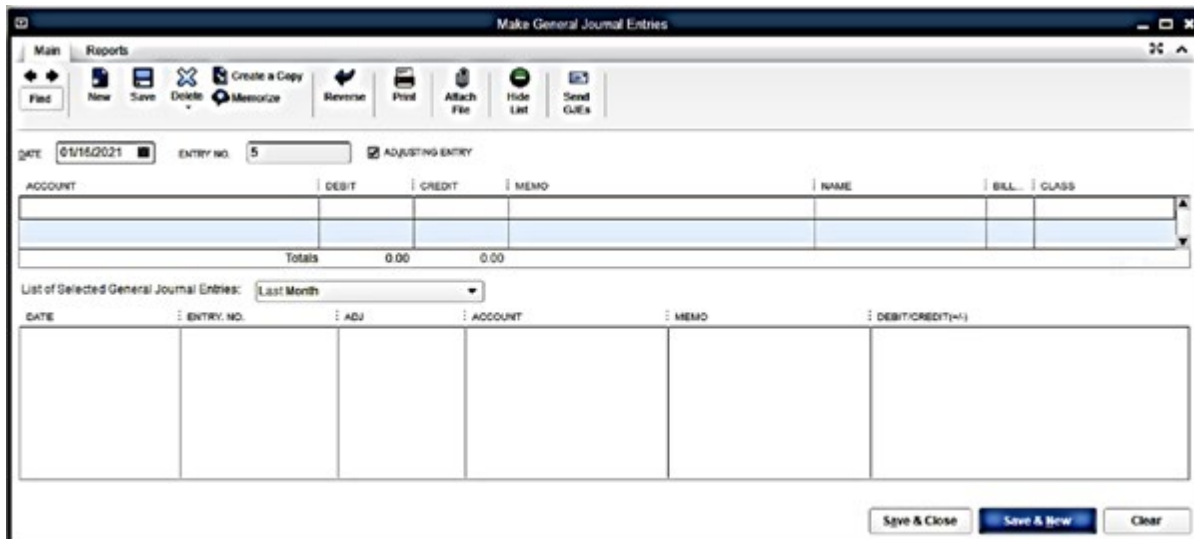 Make General Journal Entries
Main Reports
Find New Save Delete Create a Copy Memorize Reverse Print Attach File Hide List Send GJEs
DATE 01/15/2021 ENTRY NO. 5 ADJUSTING ENTRY
ACCOUNT DEBIT CREDIT MEMO NAME BILL... CLASS
Totals 0.00 0.00
List of Selected General Journal Entries: Last Month
DATE ENTRY. NO. ADJ ACCOUNT MEMO DEBIT/CREDIT(+/-)
Save & Close Save & New Clear